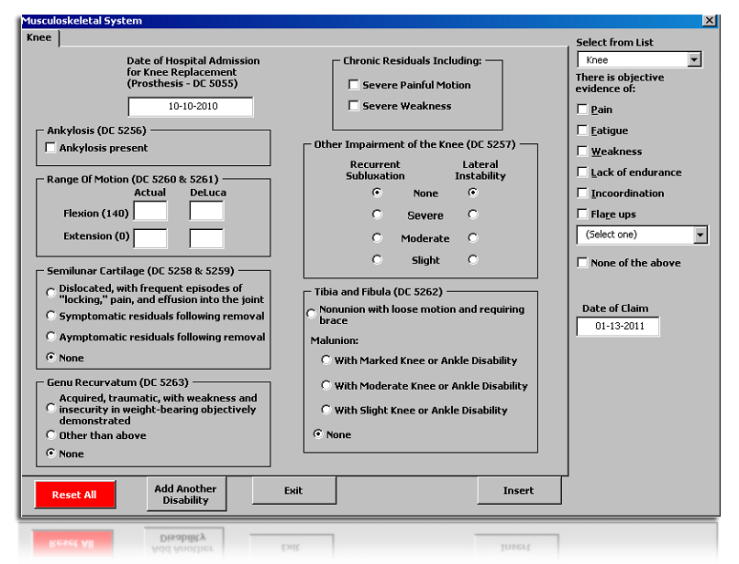 Musculoskeletal System
Knee
Date of Hospital Admission
for Knee Replacement
(Prosthesis - DC 5055)
10-10-2010
Ankylosis (DC 5256)
Ankylosis present
Range Of Motion (DC 5260 & 5261)
Actual DeLuca
Flexion (140)
Extension (0)
Semilunar Cartilage (DC 5258 & 5259)
Dislocated, with frequent episodes of
"locking," pain, and effusion into the joint
Symptomatic residuals following removal
Aymptomatic residuals following removal
None
Genu Recurvatum (DC 5263)
Acquired, traumatic, with weakness and
insecurity in weight-bearing objectively
demonstrated
Other than above
None
Chronic Residuals Including:
Severe Painful Motion
Severe Weakness
Other Impairment of the Knee (DC 5257)
Recurrent Lateral
Subluxation Instability
None
Severe
Moderate
Slight
Tibia and Fibula (DC 5262)
Nonunion with loose motion and requiring
brace
Malunion:
With Marked Knee or Ankle Disability
With Moderate Knee or Ankle Disability
With Slight Knee or Ankle Disability
None
Select from List
Knee
There is objective
evidence of:
Pain
Fatigue
Weakness
Lack of endurance
Incoordination
Flare ups
(Select one)
None of the above
Date of Claim
01-13-2011
Reset All
Add Another
Disability
Exit
Insert